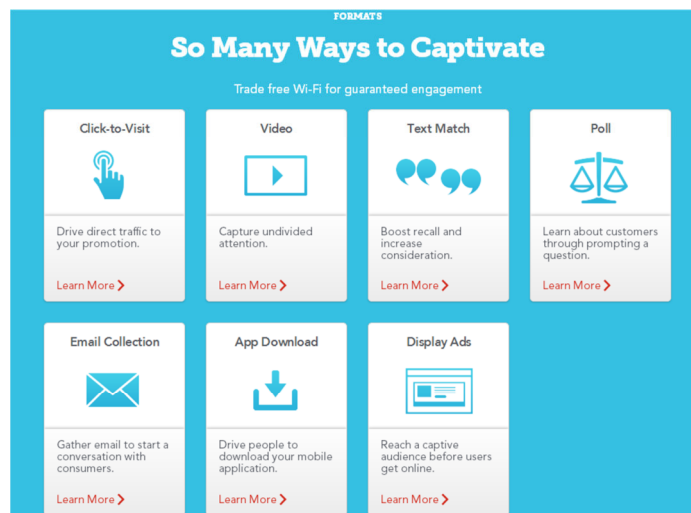 FORMATS
So Many Ways to Captivate
Trade free Wi-Fi for guaranteed engagement
Click-to-Visit
Drive direct traffic to
your promotion.
Learn More
Video
Capture undivided
attention.
Learn More
Text Match
Boost recall and
increase
consideration.
Learn More
Poll
Learn about customers
through prompting a
question.
Learn More
Email Collection
Gather email to start a
conversation with
consumers.
Learn More
App Download
Drive people to
download your mobile
application.
Learn More
Display Ads
Reach a captive
audience before users
get online.
Learn More